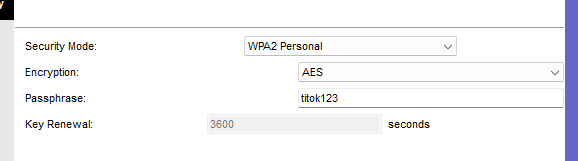 Security Mode: WPA2 Personal
Encryption: AES
Passphrase: titok123
Key Renewal: 3600 seconds